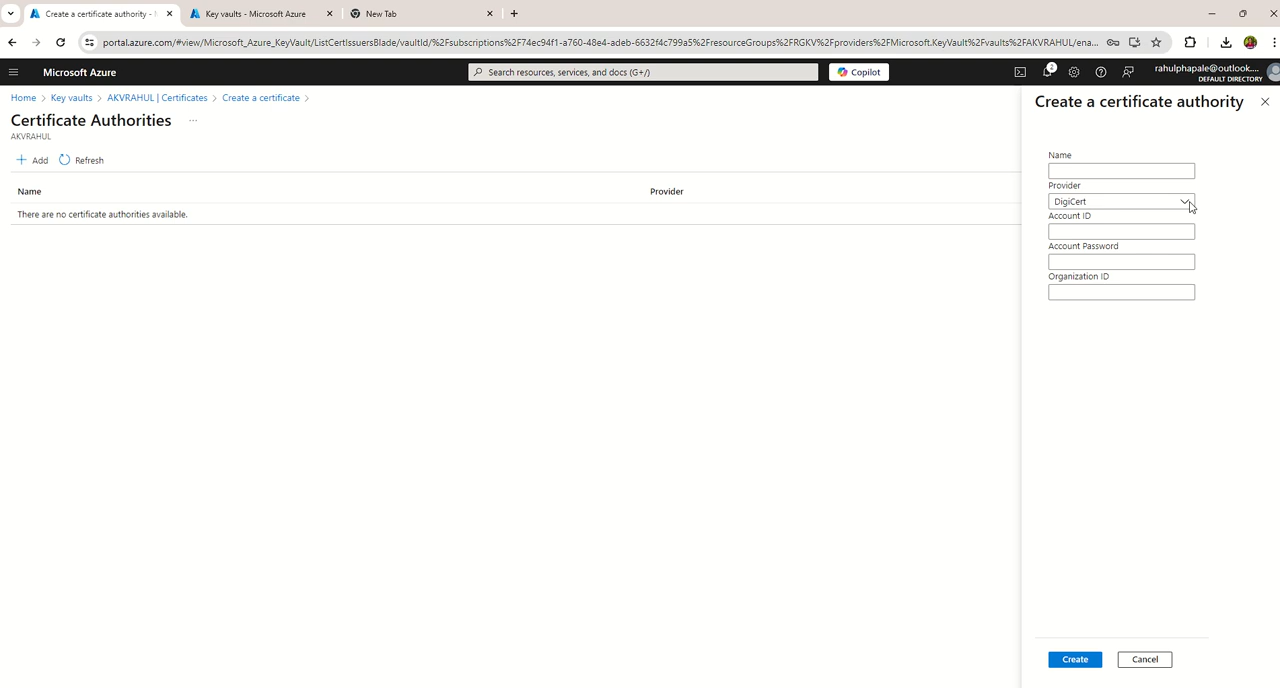 Create a certificate authority -
Key vaults - Microsoft Azure
New Tab
portal.azure.com/#view/Microsoft_Azure_KeyVault/ListCertIssuersBlade/vaultId/%2Fsubscriptions%2F74ec94f1-a760-48e4-adeb-6632f4c799a5%2FresourceGroups%2FRGKV%2Fproviders%2FMicrosoft.KeyVault%2Fvaults%2FAKVRAHUL/ena...
Microsoft Azure
Search resources, services, and docs (G+/)
Copilot
2
rahulphapale@outlook....
DEFAULT DIRECTORY
Home > Key vaults > AKVRAHUL | Certificates > Create a certificate >
Certificate Authorities ...
AKVRAHUL
+ Add Refresh
Name Provider
There are no certificate authorities available.
Create a certificate authority
Name
Provider
DigiCert
Account ID
Account Password
Organization ID
Create Cancel